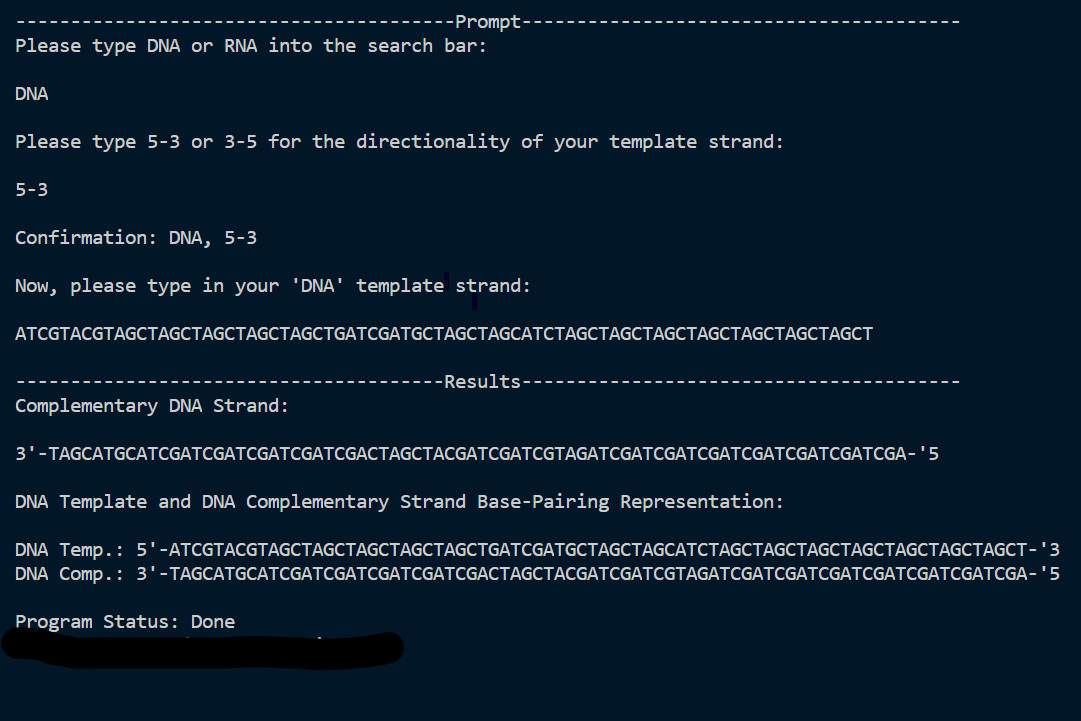 ----------------------------------------Prompt----------------------------------------
Please type DNA or RNA into the search bar:
DNA
Please type 5-3 or 3-5 for the directionality of your template strand:
5-3
Confirmation: DNA, 5-3
Now, please type in your 'DNA' template strand:
ATCGTACGTAGCTAGCTAGCTAGCTAGCTGATCGATGCTAGCTAGCATCTAGCTAGCTAGCTAGCTAGCTAGCTAGCT
---------------------------------------Results----------------------------------------
Complementary DNA Strand:
3'-TAGCATGCATCGATCGATCGATCGATCGACTAGCTACGATCGATCGTAGATCGATCGATCGATCGATCGATCGATCGA-'5
DNA Template and DNA Complementary Strand Base-Pairing Representation:
DNA Temp.: 5'-ATCGTACGTAGCTAGCTAGCTAGCTAGCTGATCGATGCTAGCTAGCATCTAGCTAGCTAGCTAGCTAGCTAGCTAGCT-'3
DNA Comp.: 3'-TAGCATGCATCGATCGATCGATCGATCGACTAGCTACGATCGATCGTAGATCGATCGATCGATCGATCGATCGATCGA-'5
Program Status: Done